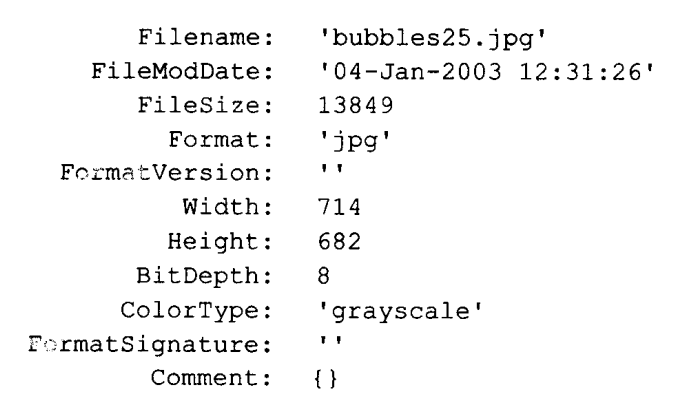 Filename: 'bubbles25.jpg'
FileModDate: '04-Jan-2003 12:31:26'
FileSize: 13849
Format: 'jpg'
FormatVersion: ''
Width: 714
Height: 682
BitDepth: 8
ColorType: 'grayscale'
FormatSignature: ''
Comment: {}